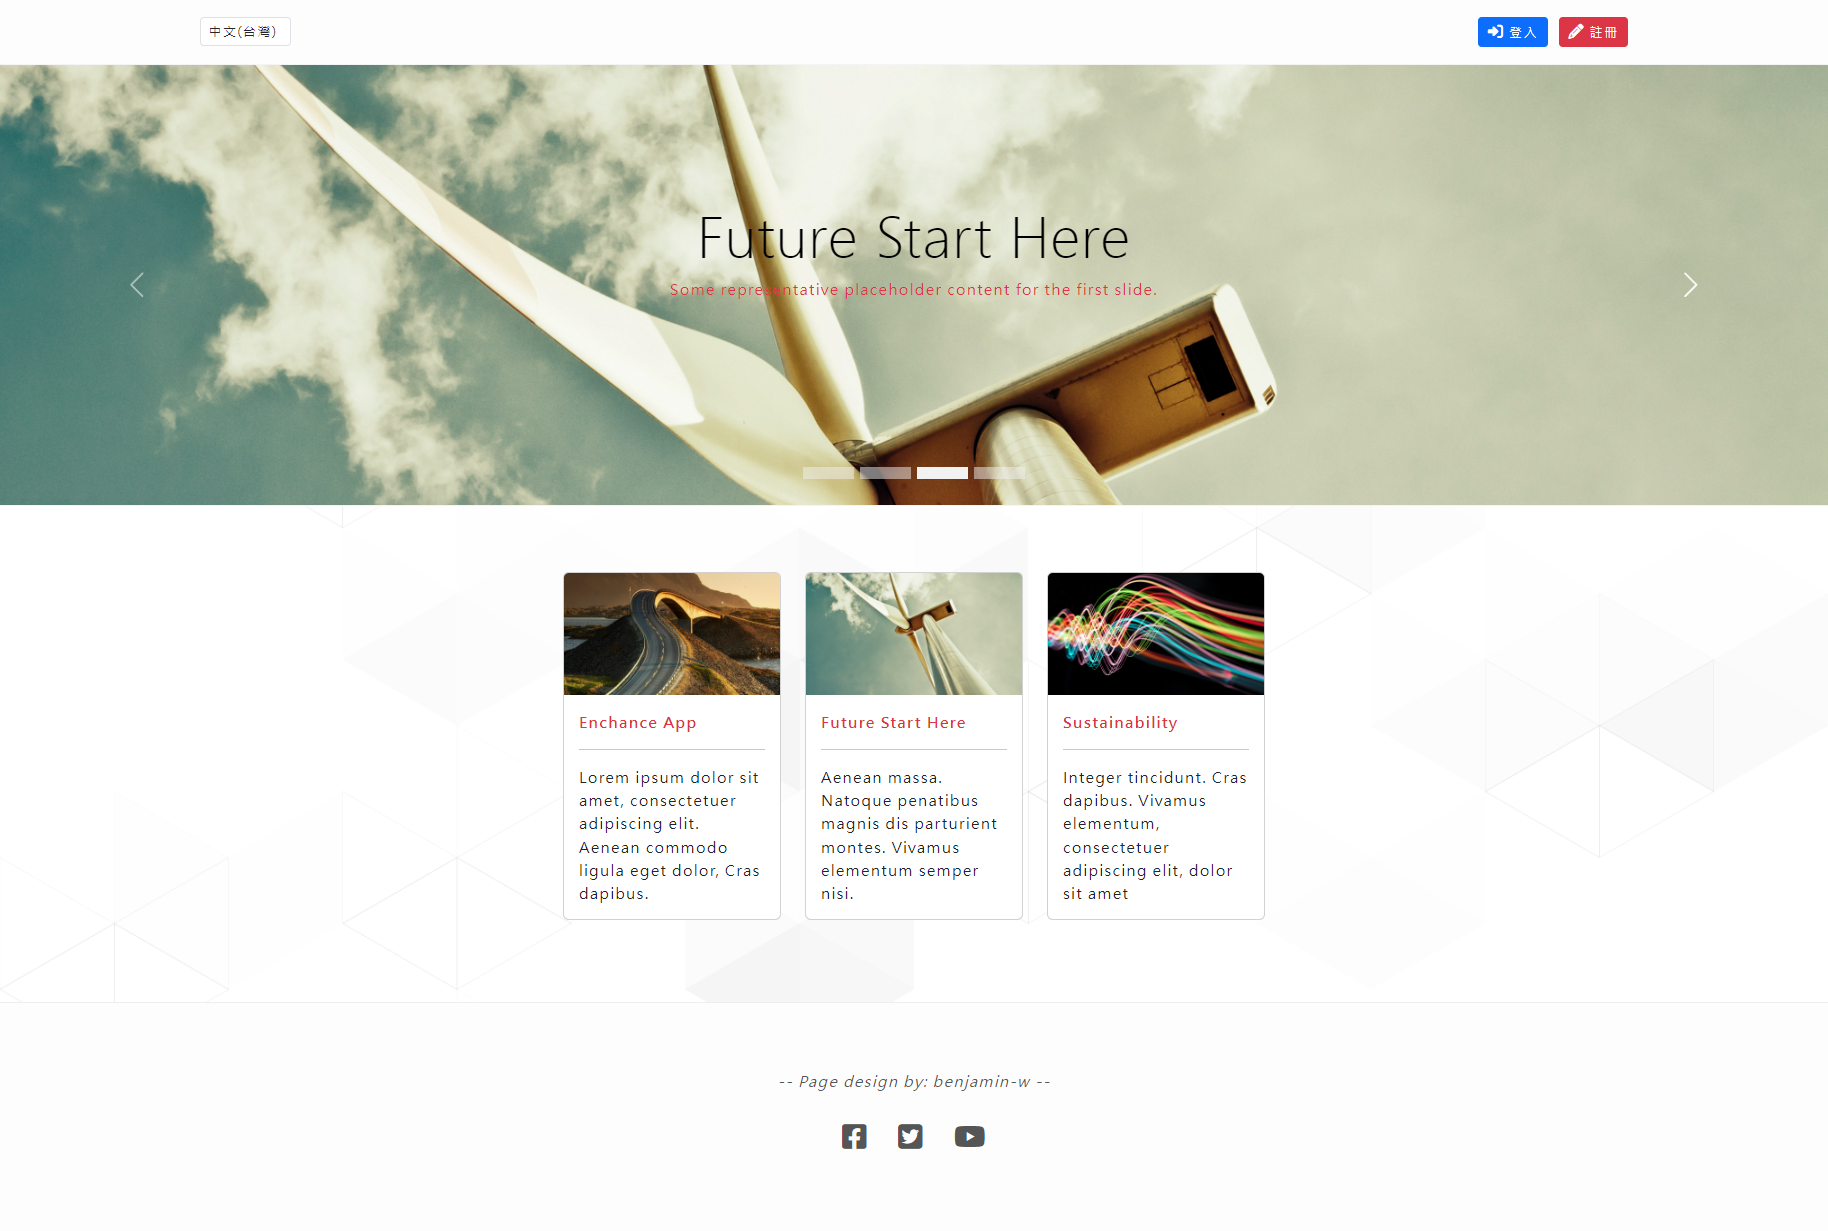 中文(台灣)
登入
註冊
Future Start Here
Some representative placeholder content for the first slide.
Enchance App
Lorem ipsum dolor sit
amet, consectetuer
adipiscing elit.
Aenean commodo
ligula eget dolor, Cras
dapibus.
Future Start Here
Aenean massa.
Natoque penatibus
magnis dis parturient
montes. Vivamus
elementum semper
nisi.
Sustainability
Integer tincidunt. Cras
dapibus. Vivamus
elementum,
consectetuer
adipiscing elit, dolor
sit amet
-- Page design by: benjamin-w --